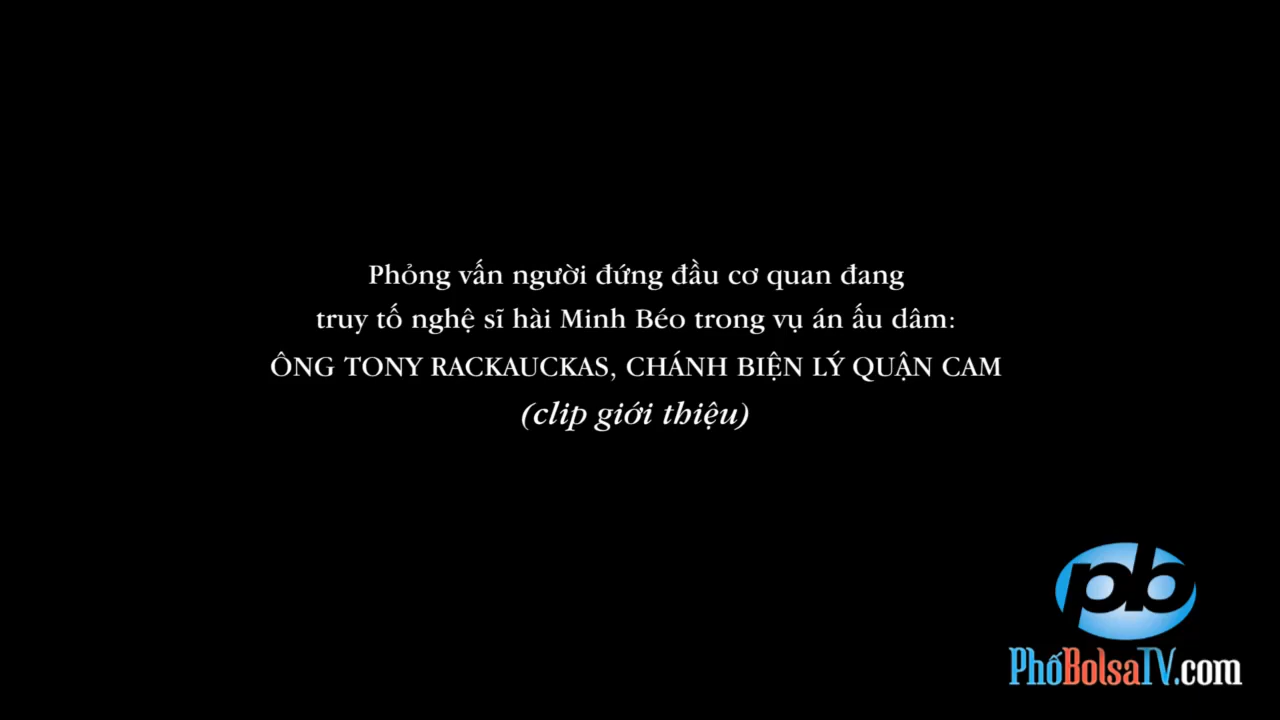 Phỏng vấn người đứng đầu cơ quan đang
truy tố nghệ sĩ hài Minh Béo trong vụ án ấu dâm:
ÔNG TONY RACKAUCKAS, CHÁNH BIỆN LÝ QUẬN CAM
(clip giới thiệu)
pb
PhốBolsaTV.com